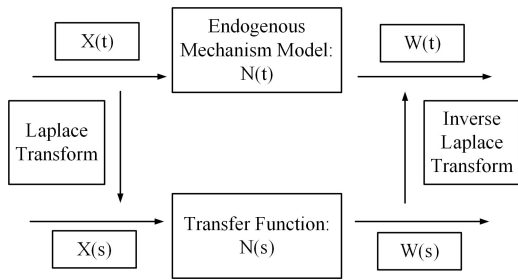 X(t)
Endogenous
Mechanism Model:
N(t)
W(t)
Laplace
Transform
Inverse
Laplace
Transform
X(s)
Transfer Function:
N(s)
W(s)